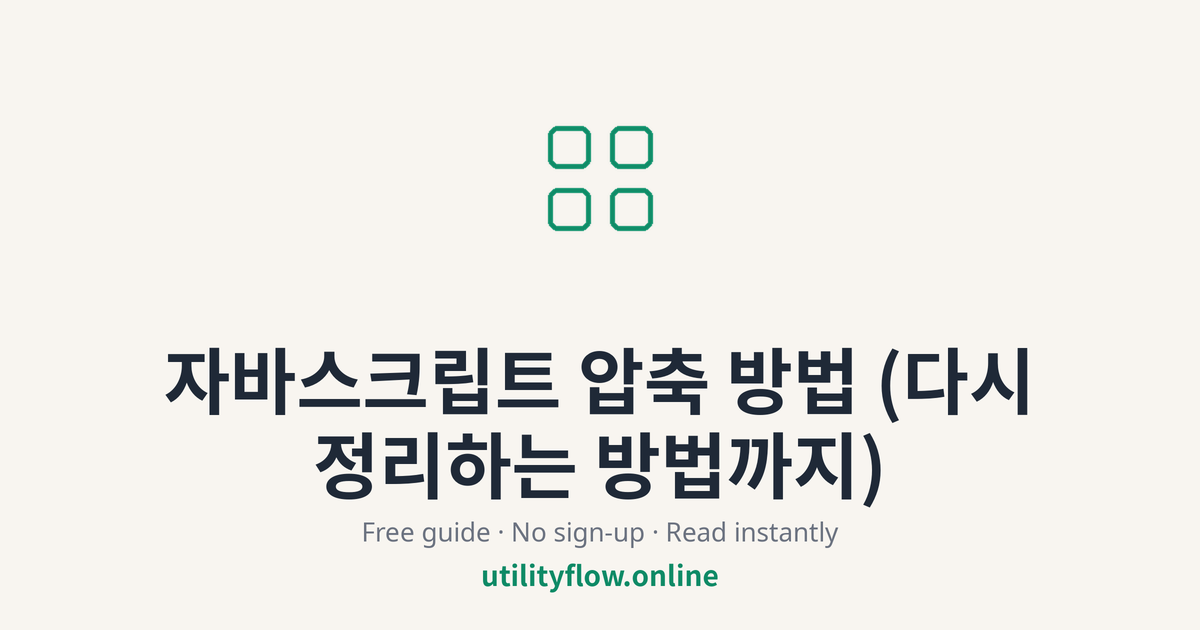 자바스크립트 압축 방법 (다시
정리하는 방법까지)
Free guide · No sign-up · Read instantly
utilityflow.online